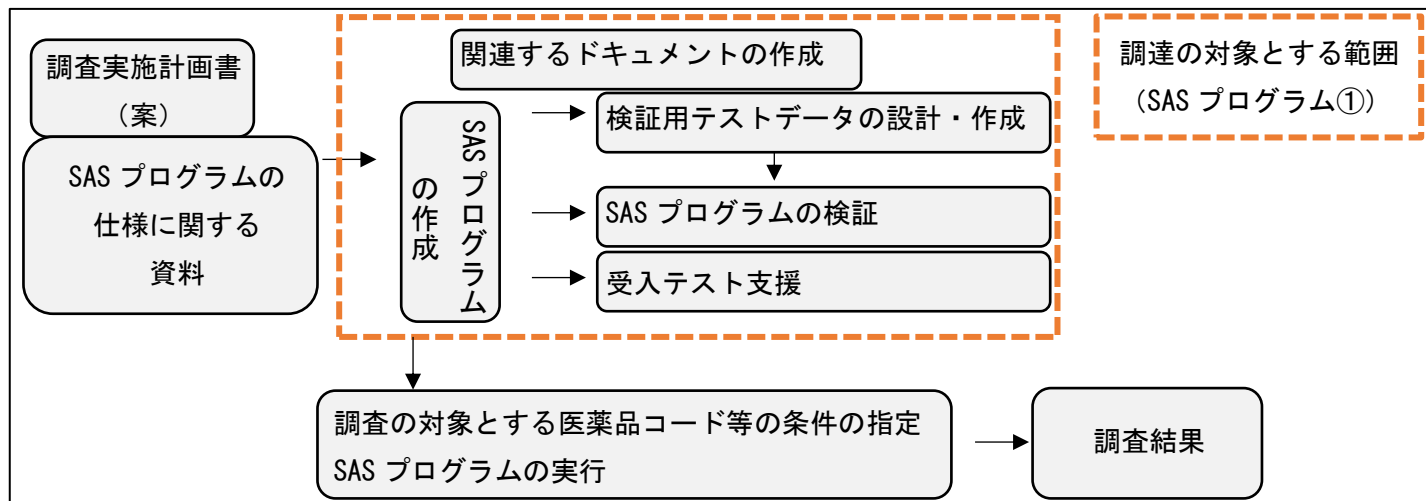 調査実施計画書
（案）
SAS プログラムの
仕様に関する
資料
関連するドキュメントの作成
SAS プログラム
の作成
検証用テストデータの設計・作成
SAS プログラムの検証
受入テスト支援
調達の対象とする範囲
（SAS プログラム①）
調査の対象とする医薬品コード等の条件の指定
SAS プログラムの実行
調査結果